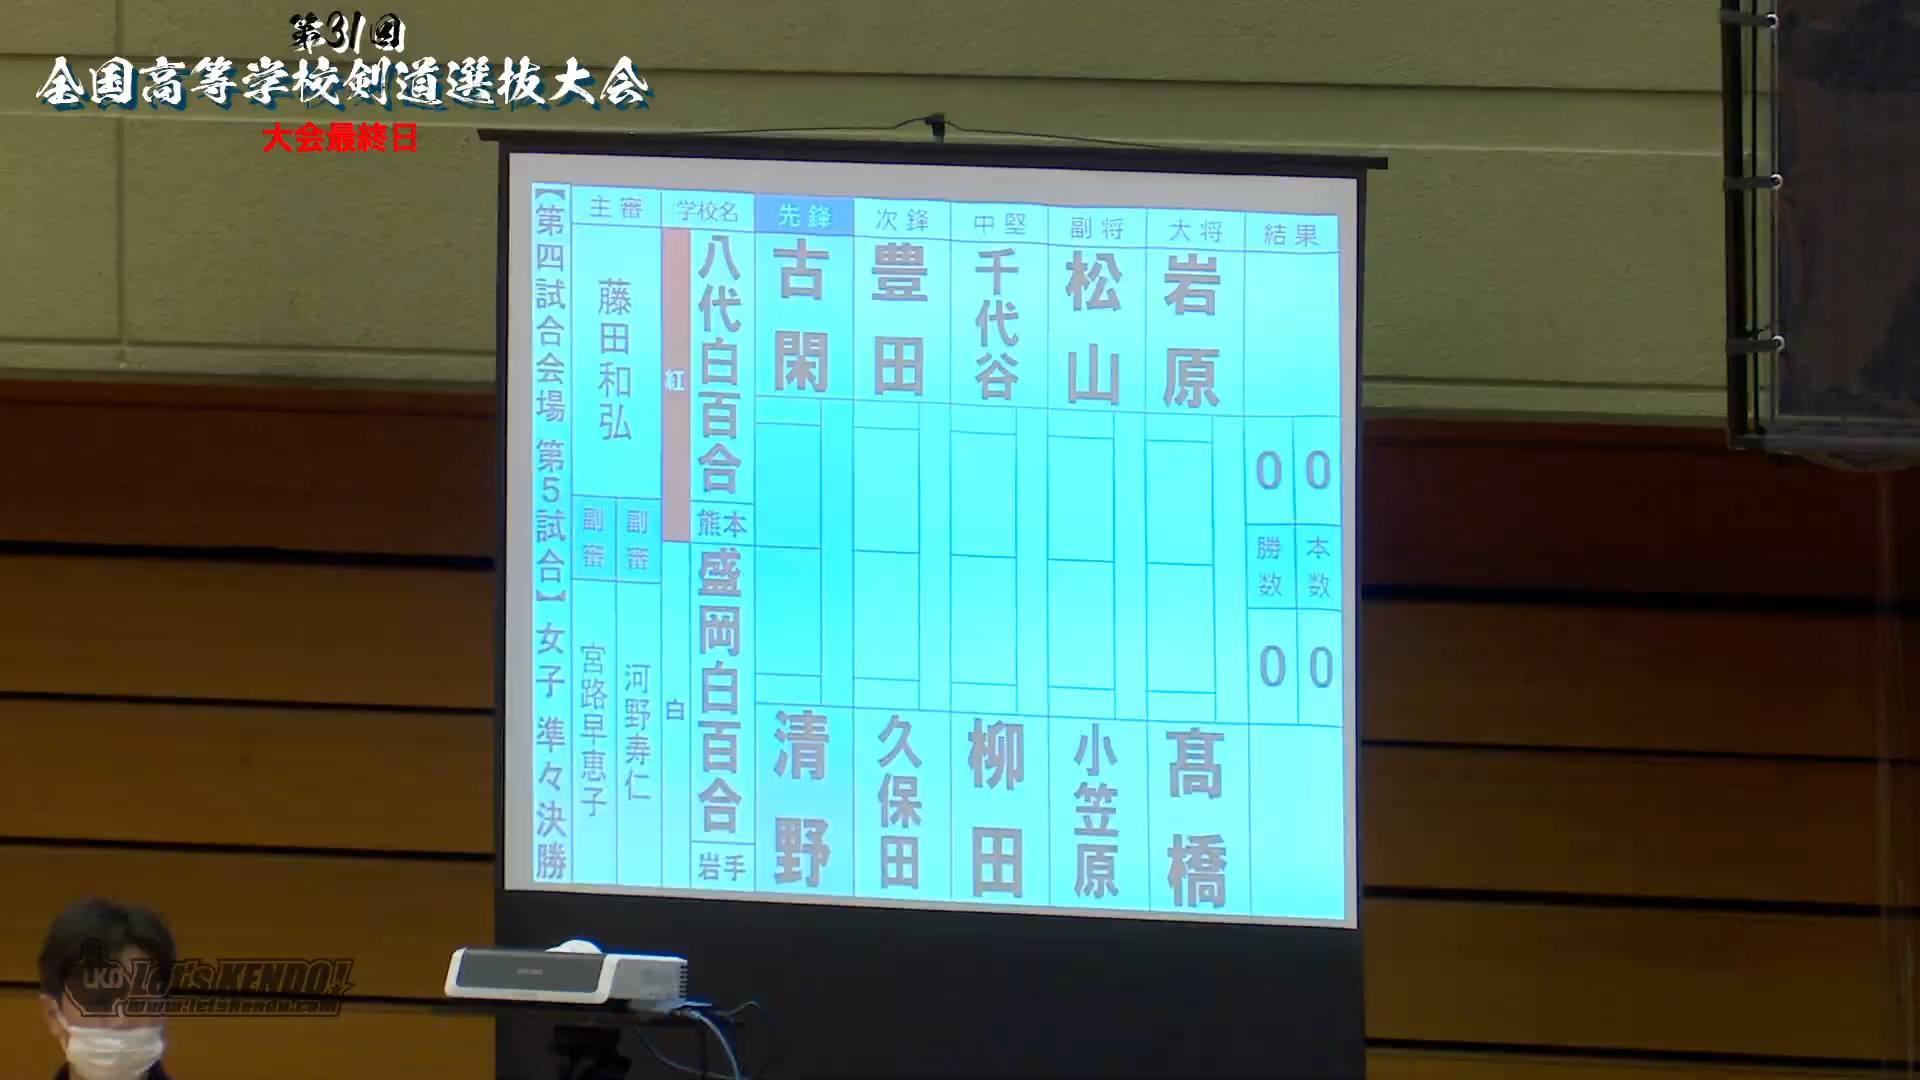 第31回
全国高等学校剣道選抜大会
大会最終日
【第四試合会場 第5試合】女子 準々決勝
主審
藤田和弘
副審
宮路早恵子
副審
河野寿仁
学校名
紅
八代白百合
熊本
白
盛岡白百合
岩手
先鋒
古閑
清野
次鋒
豊田
久保田
中堅
千代谷
柳田
副将
松山
小笠原
大将
岩原
髙橋
結果
0 0
勝数 本数
0 0
LKD Let's KENDO!
www.letskendo.com